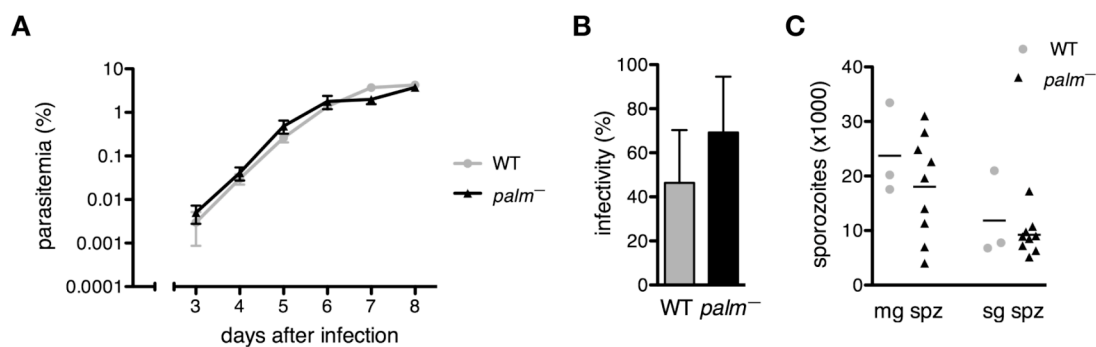 A
parasitemia (%)
10
1
0.1
0.01
0.001
0.0001
3 4 5 6 7 8
days after infection
WT
palm—
B
infectivity (%)
100
80
60
40
20
0
WT palm—
C
WT
palm—
sporozoites (x1000)
40
30
20
10
0
mg spz sg spz